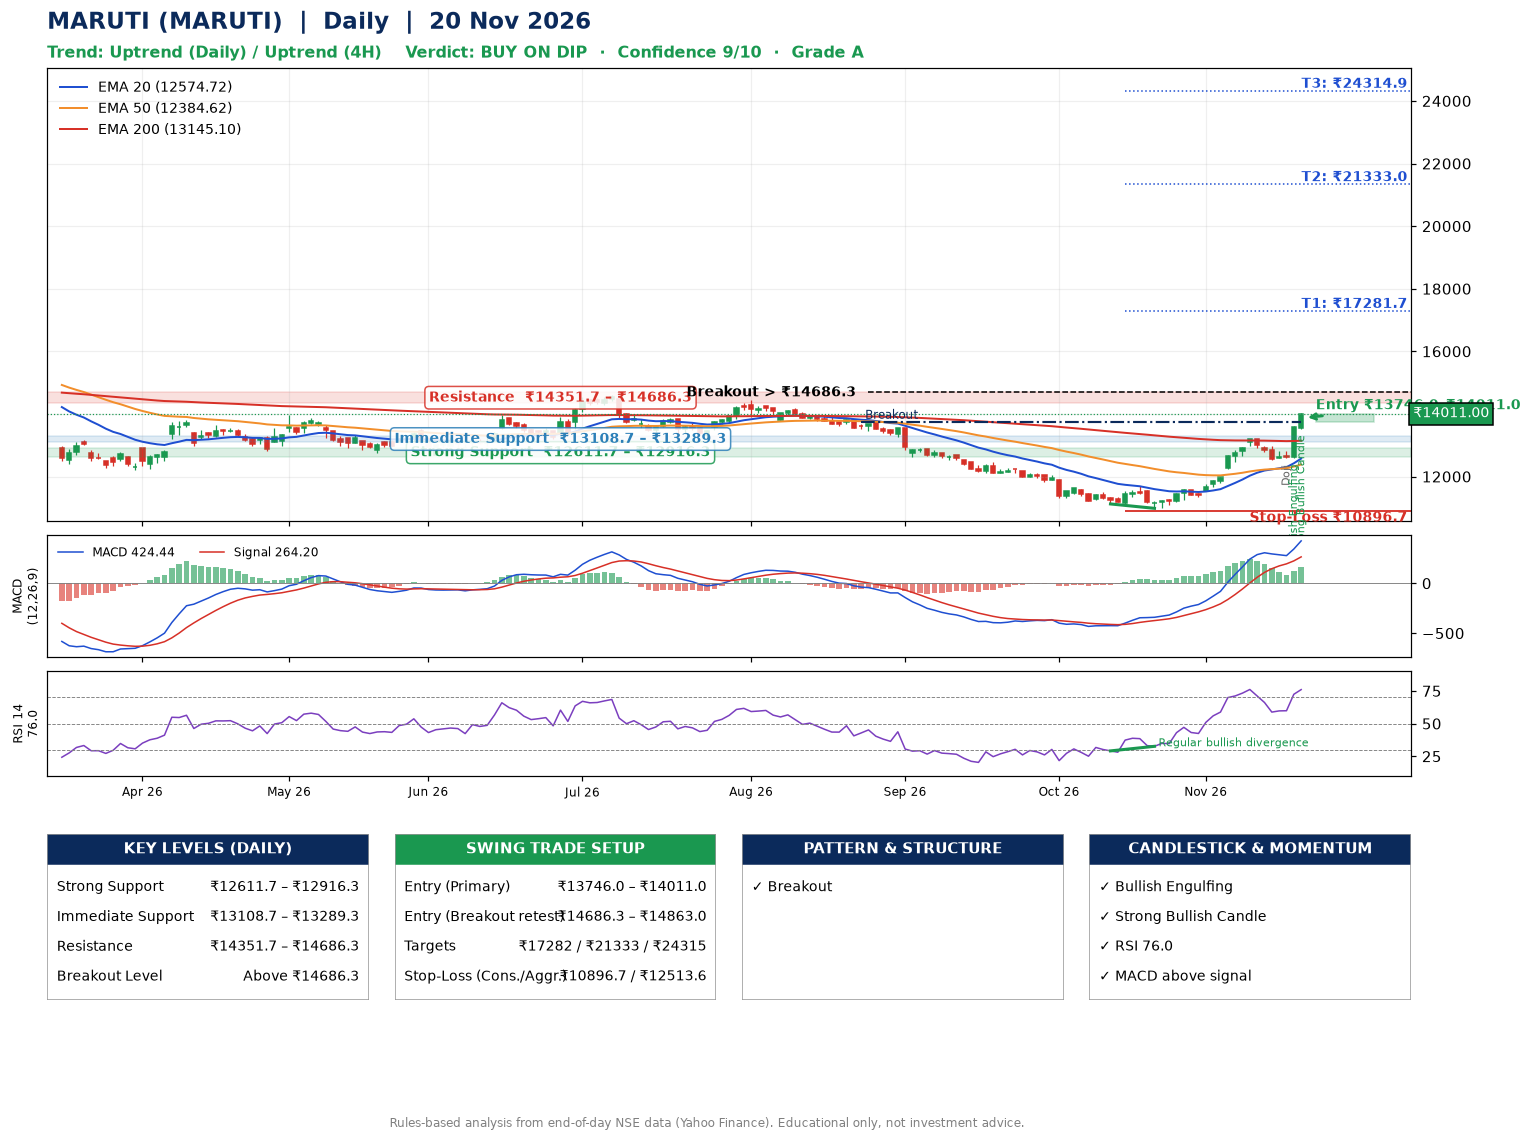 MARUTI (MARUTI) | Daily | 20 Nov 2026
Trend: Uptrend (Daily) / Uptrend (4H) Verdict: BUY ON DIP · Confidence 9/10 · Grade A
EMA 20 (12574.72)
EMA 50 (12384.62)
EMA 200 (13145.10)
T3: ₹24314.9
24000
22000
T2: ₹21333.0
20000
18000
T1: ₹17281.7
16000
Resistance ₹14351.7 – ₹14686.3
Breakout > ₹14686.3
Entry ₹13746.0–₹14011.0
₹14011.00
Breakout
Immediate Support ₹13108.7 – ₹13289.3
Strong Support ₹12611.7 – ₹12916.3
12000
Doji
Stop-Loss ₹10896.7
MACD 424.44
Signal 264.20
MACD
(12,26,9)
0
−500
RSI 14
76.0
75
50
25
Regular bullish divergence
Apr 26
May 26
Jun 26
Jul 26
Aug 26
Sep 26
Oct 26
Nov 26
KEY LEVELS (DAILY)
Strong Support ₹12611.7 – ₹12916.3
Immediate Support ₹13108.7 – ₹13289.3
Resistance ₹14351.7 – ₹14686.3
Breakout Level Above ₹14686.3
SWING TRADE SETUP
Entry (Primary) ₹13746.0 – ₹14011.0
Entry (Breakout retest) ₹14686.3 – ₹14863.0
Targets ₹17282 / ₹21333 / ₹24315
Stop-Loss (Cons./Aggr.) ₹10896.7 / ₹12513.6
PATTERN & STRUCTURE
✓ Breakout
CANDLESTICK & MOMENTUM
✓ Bullish Engulfing
✓ Strong Bullish Candle
✓ RSI 76.0
✓ MACD above signal
Rules-based analysis from end-of-day NSE data (Yahoo Finance). Educational only, not investment advice.